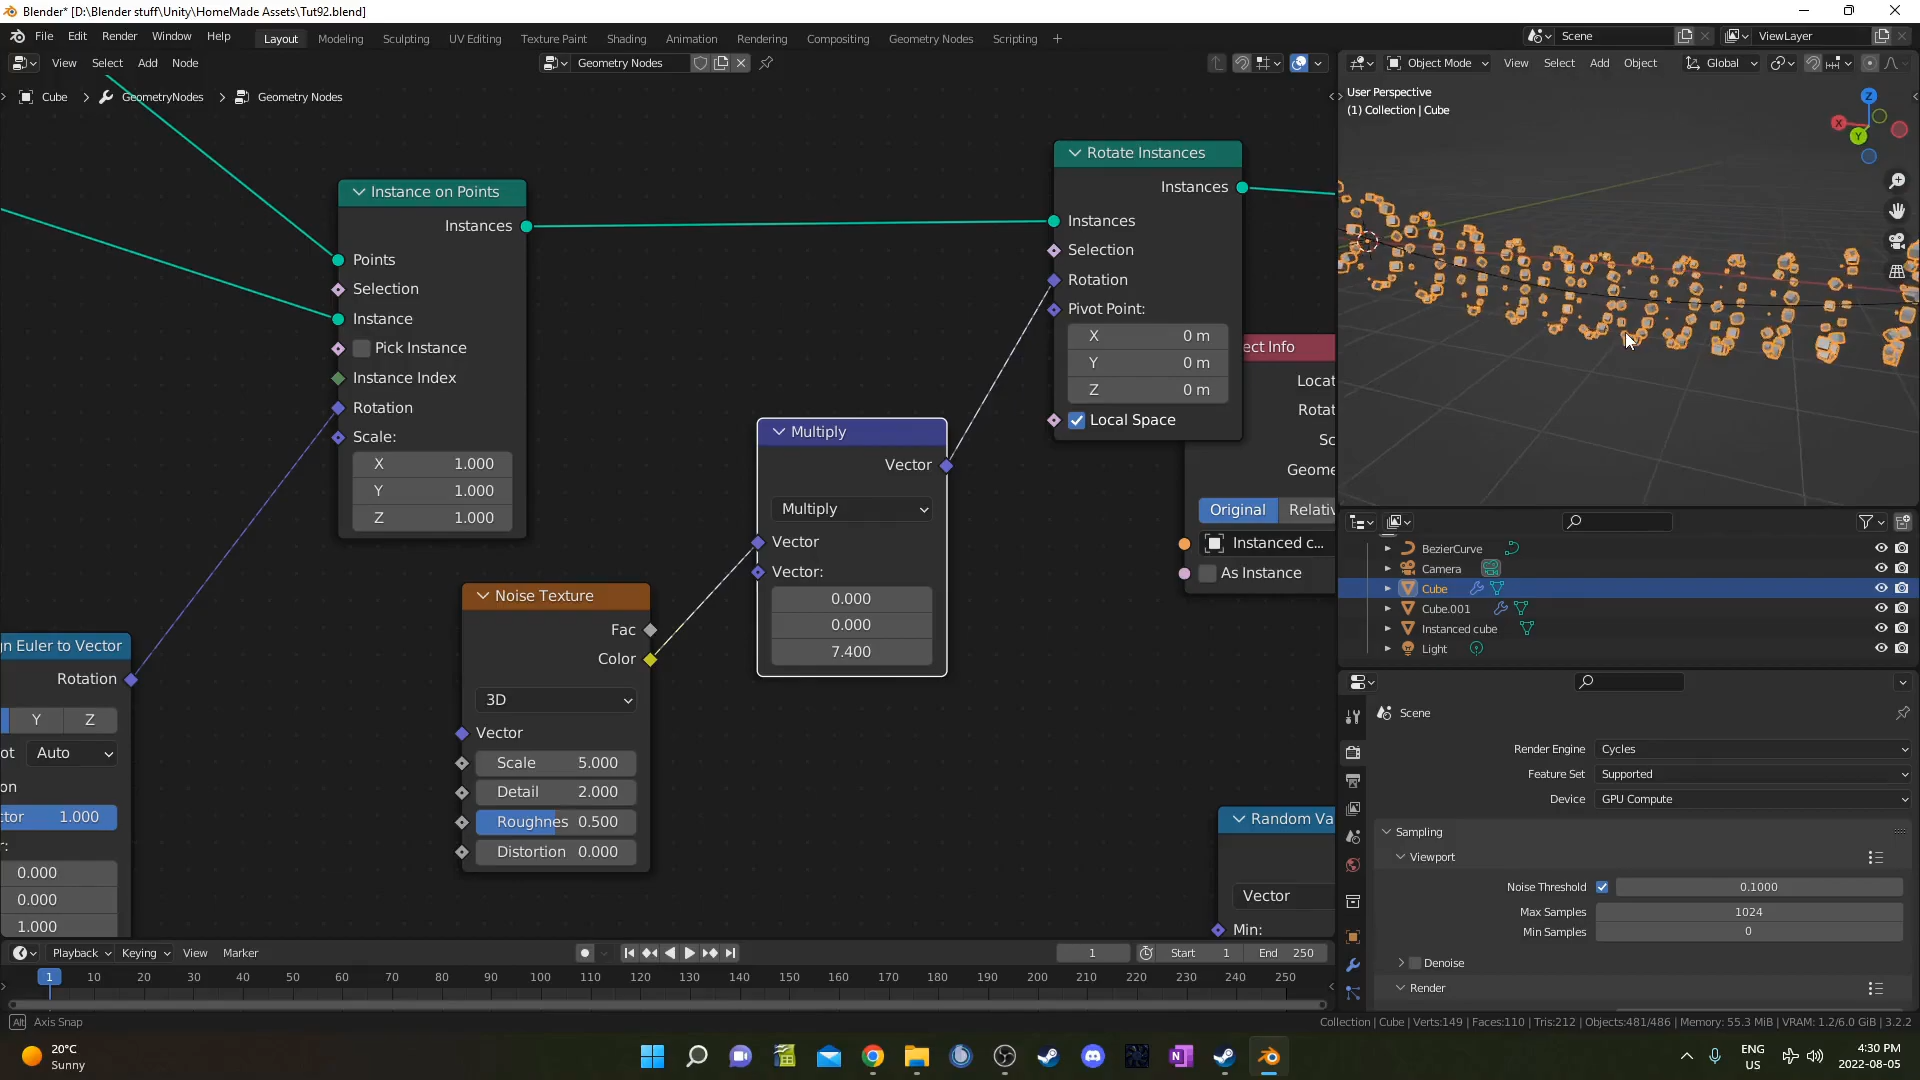 Blender* [D:\Blender stuff\Unity\HomeMade Assets\Tut92.blend]
File Edit Render Window Help
Layout Modeling Sculpting UV Editing Texture Paint Shading Animation Rendering Compositing Geometry Nodes Scripting +
Scene
ViewLayer
View Select Add Node
Geometry Nodes
Object Mode View Select Add Object Global
Cube > GeometryNodes > Geometry Nodes
User Perspective
(1) Collection | Cube
Z
X
Y
Instance on Points
Instances
Points
Selection
Instance
Pick Instance
Instance Index
Rotation
Scale:
X 1.000
Y 1.000
Z 1.000
Rotate Instances
Instances
Instances
Selection
Rotation
Pivot Point:
X 0 m
Y 0 m
Z 0 m
Local Space
ect Info
Locat
Rotat
Sc
Geome
Original Relativ
Instanced c...
As Instance
Multiply
Vector
Multiply
Vector
Vector:
0.000
0.000
7.400
Noise Texture
Fac
Color
3D
Vector
Scale 5.000
Detail 2.000
Roughnes 0.500
Distortion 0.000
gn Euler to Vector
Rotation
Y Z
ot Auto
on
ctor 1.000
r:
0.000
0.000
1.000
Random Va
Vector
Min:
BezierCurve
Camera
Cube
Cube.001
Instanced cube
Light
Scene
Render Engine Cycles
Feature Set Supported
Device GPU Compute
Sampling
Viewport
Noise Threshold 0.1000
Max Samples 1024
Min Samples 0
Denoise
Render
Playback Keying View Marker
1 Start 1 End 250
1 10 20 30 40 50 60 70 80 90 100 110 120 130 140 150 160 170 180 190 200 210 220 230 240 250
Alt Axis Snap
Collection | Cube | Verts:149 | Faces:110 | Tris:212 | Objects:481/486 | Memory: 55.3 MiB | VRAM: 1.2/6.0 GiB | 3.2.2
20°C
Sunny
ENG
US
4:30 PM
2022-08-05